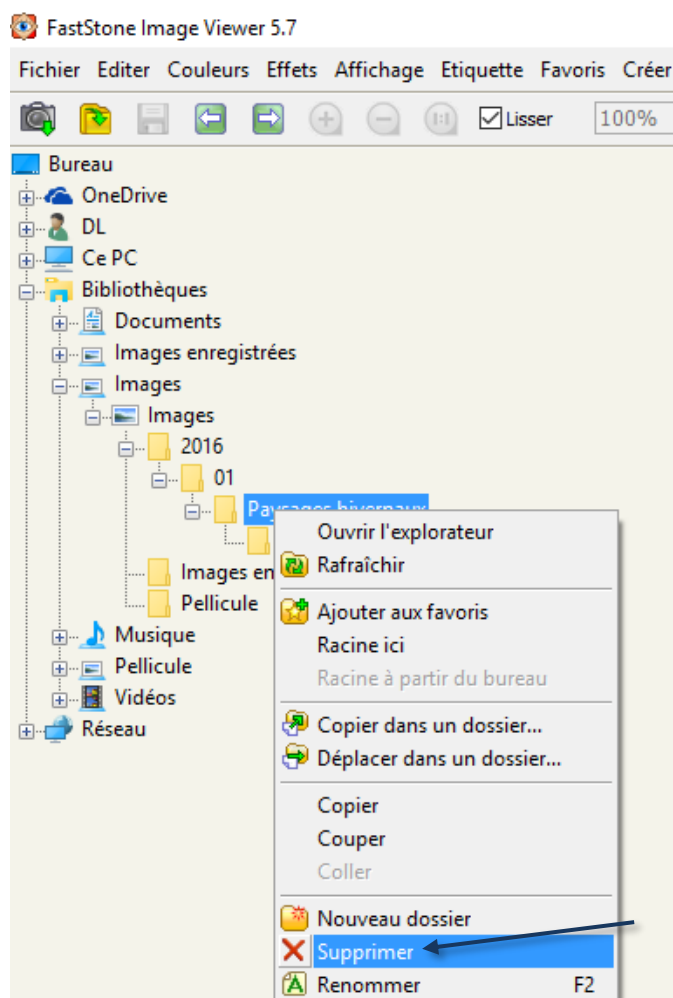 FastStone Image Viewer 5.7
Fichier Editer Couleurs Effets Affichage Etiquette Favoris Créer
1:1 Lisser 100%
Bureau
OneDrive
DL
Ce PC
Bibliothèques
Documents
Images enregistrées
Images
Images
2016
01
Paysages hivernaux
Images en
Pellicule
Musique
Pellicule
Vidéos
Réseau
Ouvrir l'explorateur
Rafraîchir
Ajouter aux favoris
Racine ici
Racine à partir du bureau
Copier dans un dossier...
Déplacer dans un dossier...
Copier
Couper
Coller
Nouveau dossier
Supprimer
Renommer F2